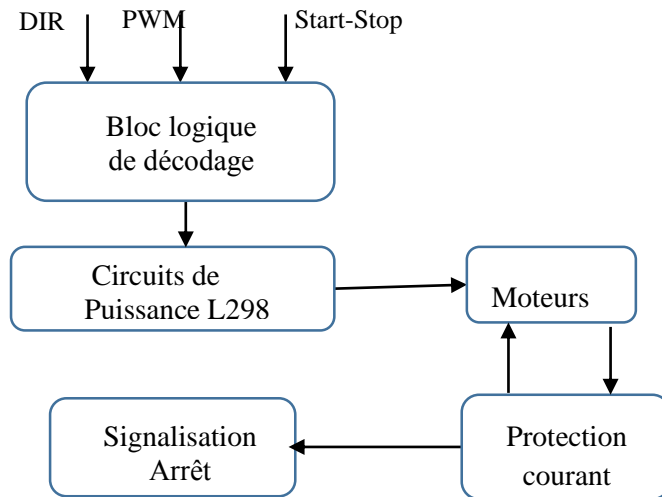 DIR PWM Start-Stop
Bloc logique
de décodage
Circuits de
Puissance L298
Moteurs
Signalisation
Arrêt
Protection
courant